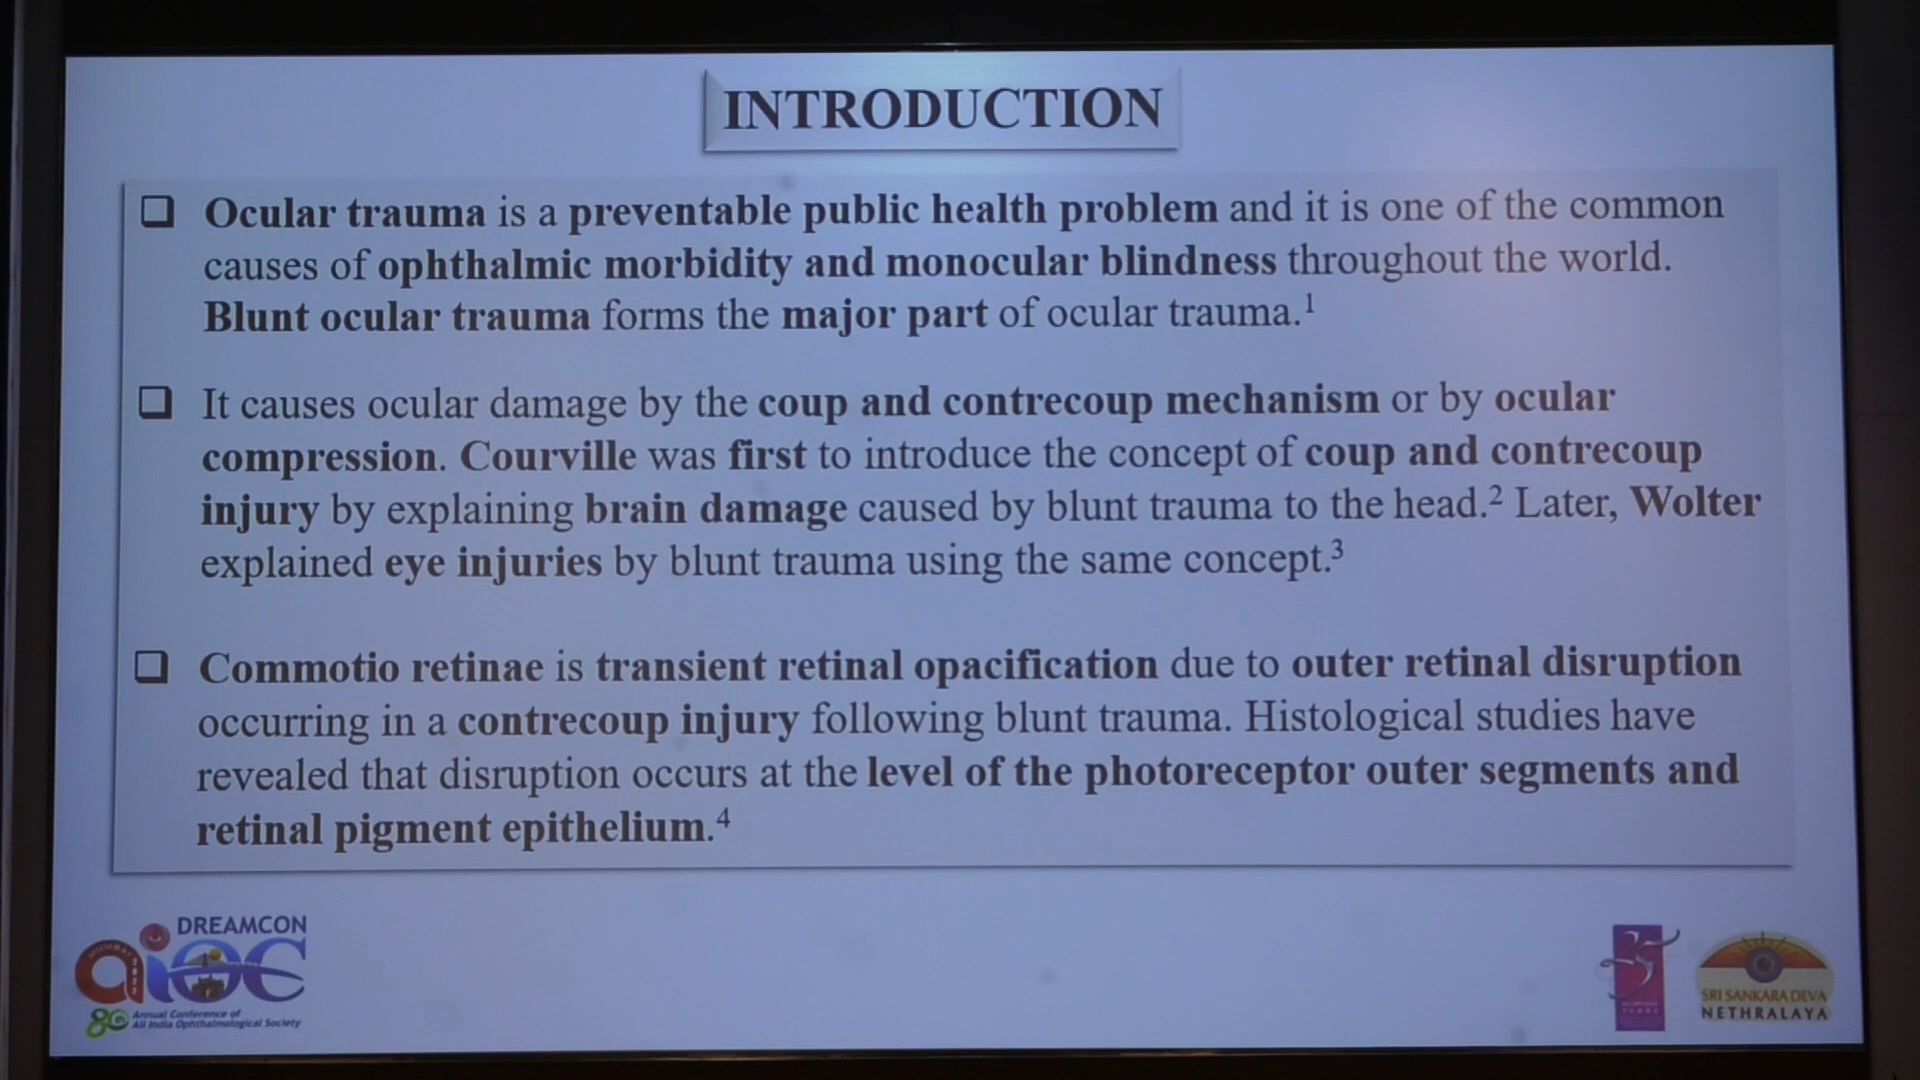 INTRODUCTION
❑ Ocular trauma is a preventable public health problem and it is one of the common
causes of ophthalmic morbidity and monocular blindness throughout the world.
Blunt ocular trauma forms the major part of ocular trauma.¹
❑ It causes ocular damage by the coup and contrecoup mechanism or by ocular
compression. Courville was first to introduce the concept of coup and contrecoup
injury by explaining brain damage caused by blunt trauma to the head.² Later, Wolter
explained eye injuries by blunt trauma using the same concept.³
❑ Commotio retinae is transient retinal opacification due to outer retinal disruption
occurring in a contrecoup injury following blunt trauma. Histological studies have
revealed that disruption occurs at the level of the photoreceptor outer segments and
retinal pigment epithelium.⁴
DREAMCON
aioc
80th Annual Conference of
All India Ophthalmological Society
25
SRI SANKARADEVA
NETHRALAYA